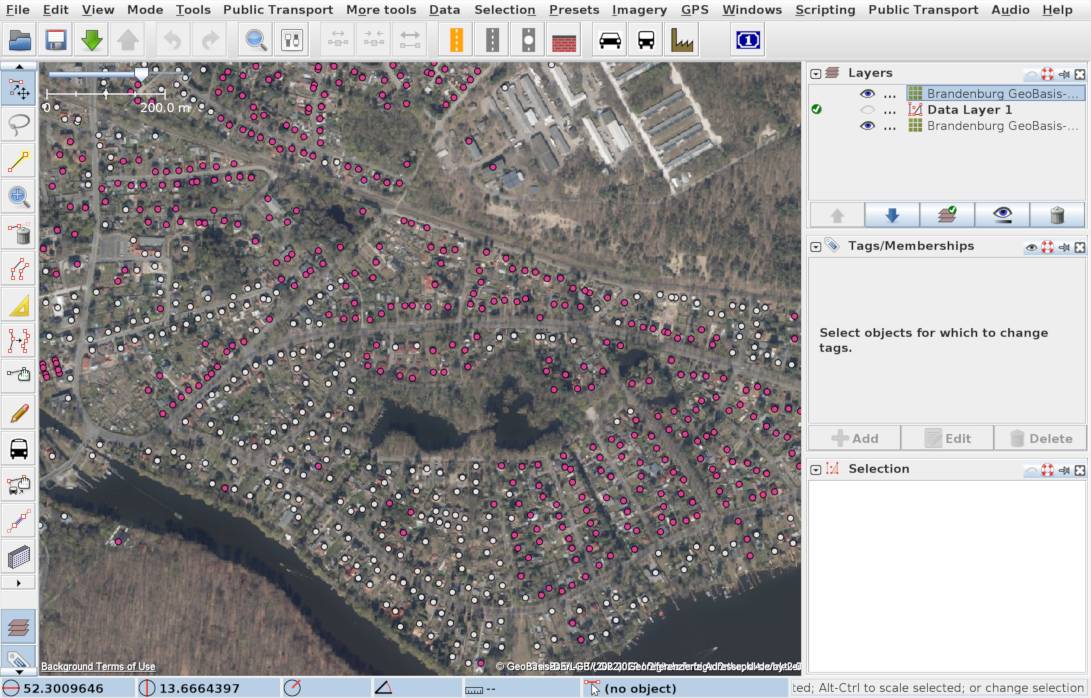 File Edit View Mode Tools Public Transport More tools Data Selection Presets Imagery GPS Windows Scripting Public Transport Audio Help
1
200.0 m
0
Layers
... Brandenburg GeoBasis-...
... Data Layer 1
... Brandenburg GeoBasis-...
Tags/Memberships
Select objects for which to change
tags.
Add Edit Delete
Selection
Background Terms of Use
© GeoBasis-DE/LGB
52.3009646 13.6664397 -- (no object) ted; Alt-Ctrl to scale selected; or change selection